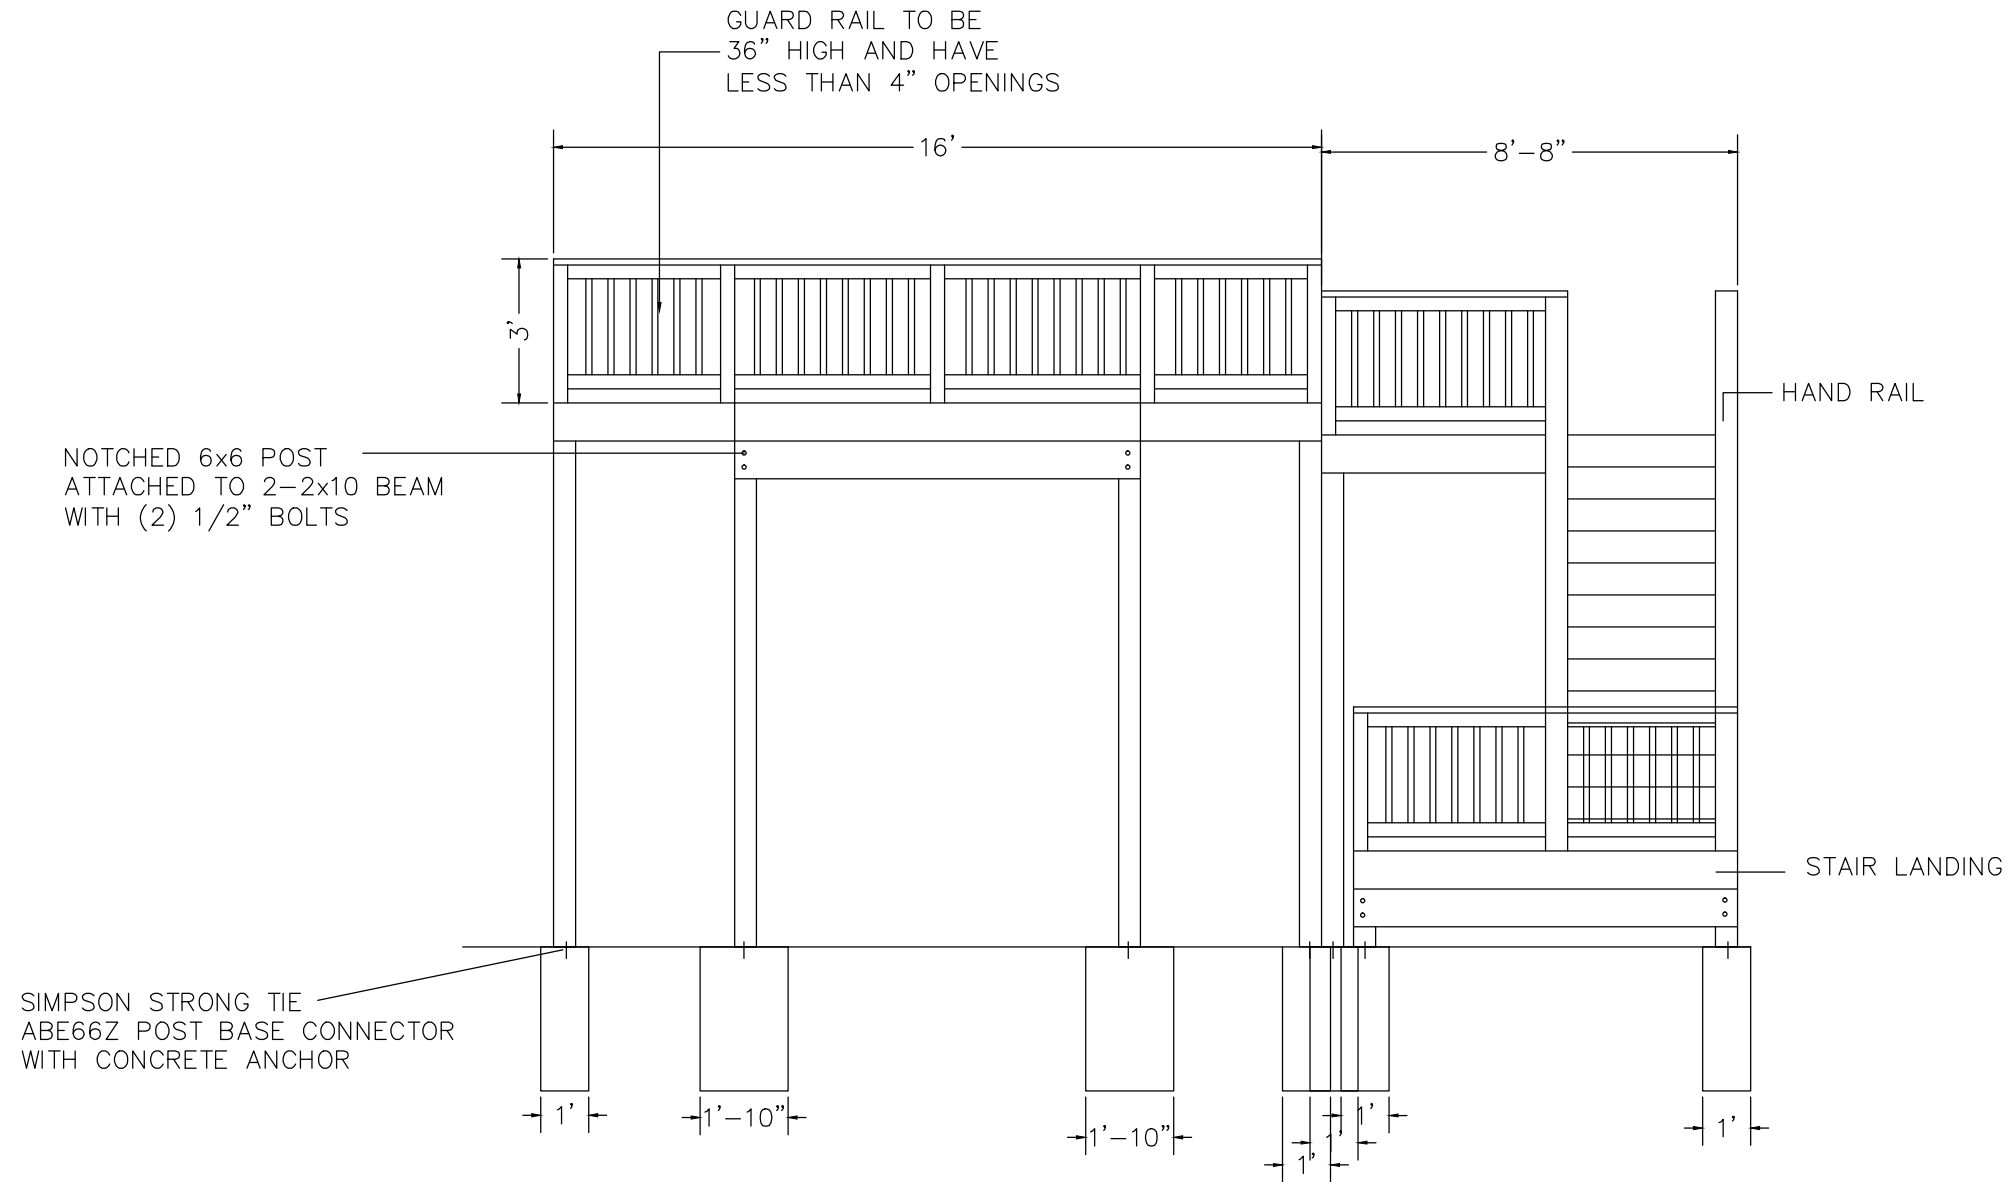 GUARD RAIL TO BE
36" HIGH AND HAVE
LESS THAN 4" OPENINGS
16'
8'-8"
3'
HAND RAIL
NOTCHED 6x6 POST
ATTACHED TO 2-2x10 BEAM
WITH (2) 1/2" BOLTS
STAIR LANDING
SIMPSON STRONG TIE
ABE66Z POST BASE CONNECTOR
WITH CONCRETE ANCHOR
1'
1'-10"
1'-10"
1'
1'
1'
1'